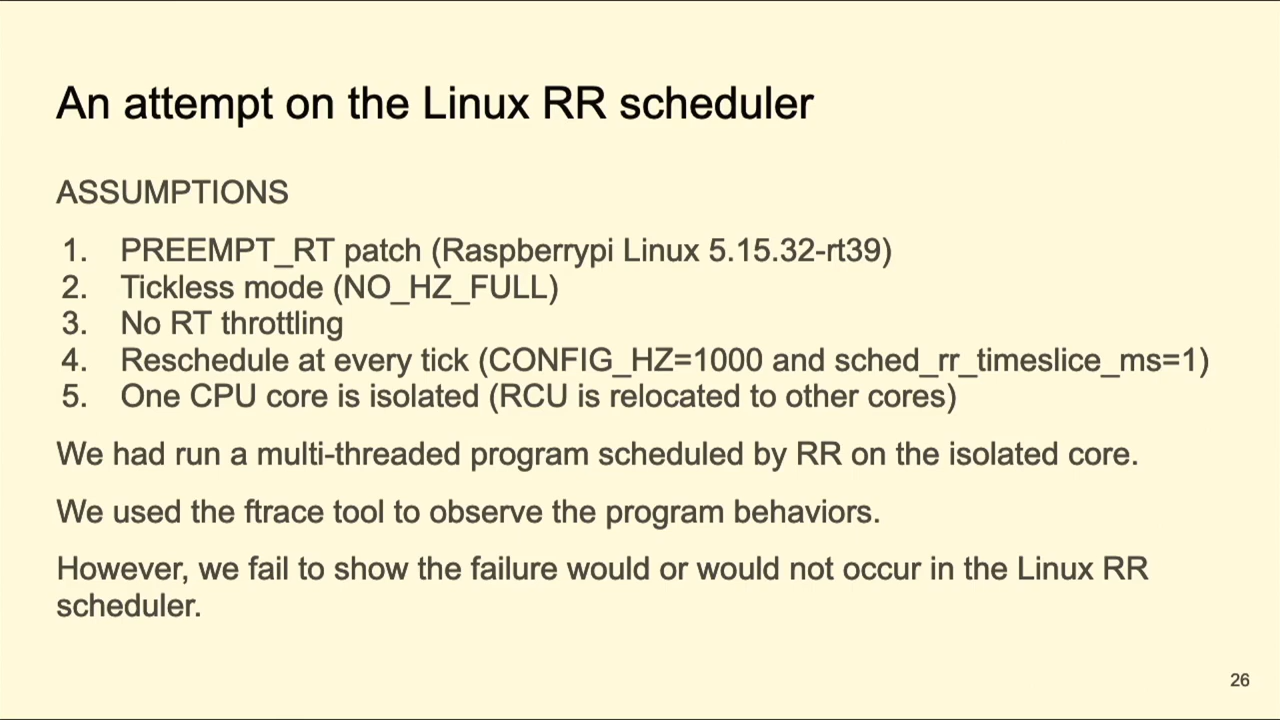 An attempt on the Linux RR scheduler
ASSUMPTIONS
1. PREEMPT_RT patch (Raspberrypi Linux 5.15.32-rt39)
2. Tickless mode (NO_HZ_FULL)
3. No RT throttling
4. Reschedule at every tick (CONFIG_HZ=1000 and sched_rr_timeslice_ms=1)
5. One CPU core is isolated (RCU is relocated to other cores)
We had run a multi-threaded program scheduled by RR on the isolated core.
We used the ftrace tool to observe the program behaviors.
However, we fail to show the failure would or would not occur in the Linux RR
scheduler.
26